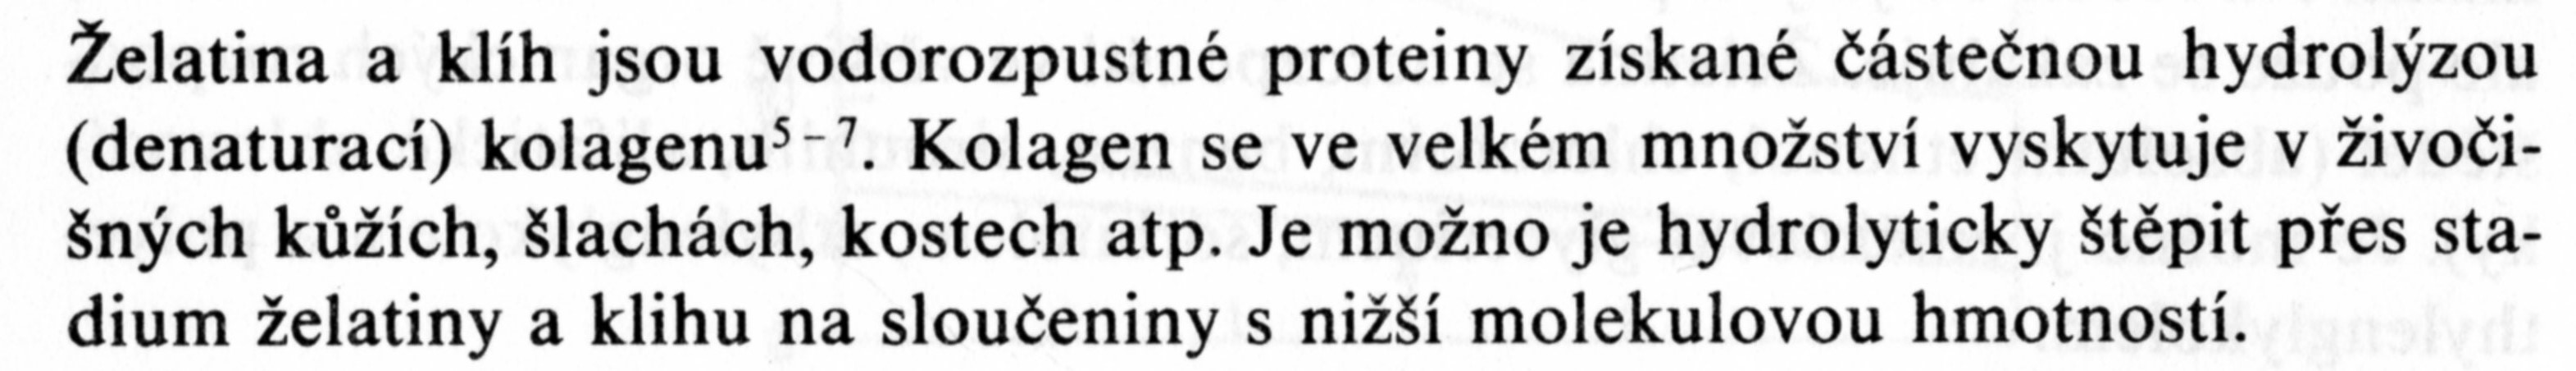 Želatina a klíh jsou vodorozpustné proteiny získané částečnou hydrolýzou
(denaturací) kolagenu⁵⁻⁷. Kolagen se ve velkém množství vyskytuje v živoči-
šných kůžích, šlachách, kostech atp. Je možno je hydrolyticky štěpit přes sta-
dium želatiny a klihu na sloučeniny s nižší molekulovou hmotností.